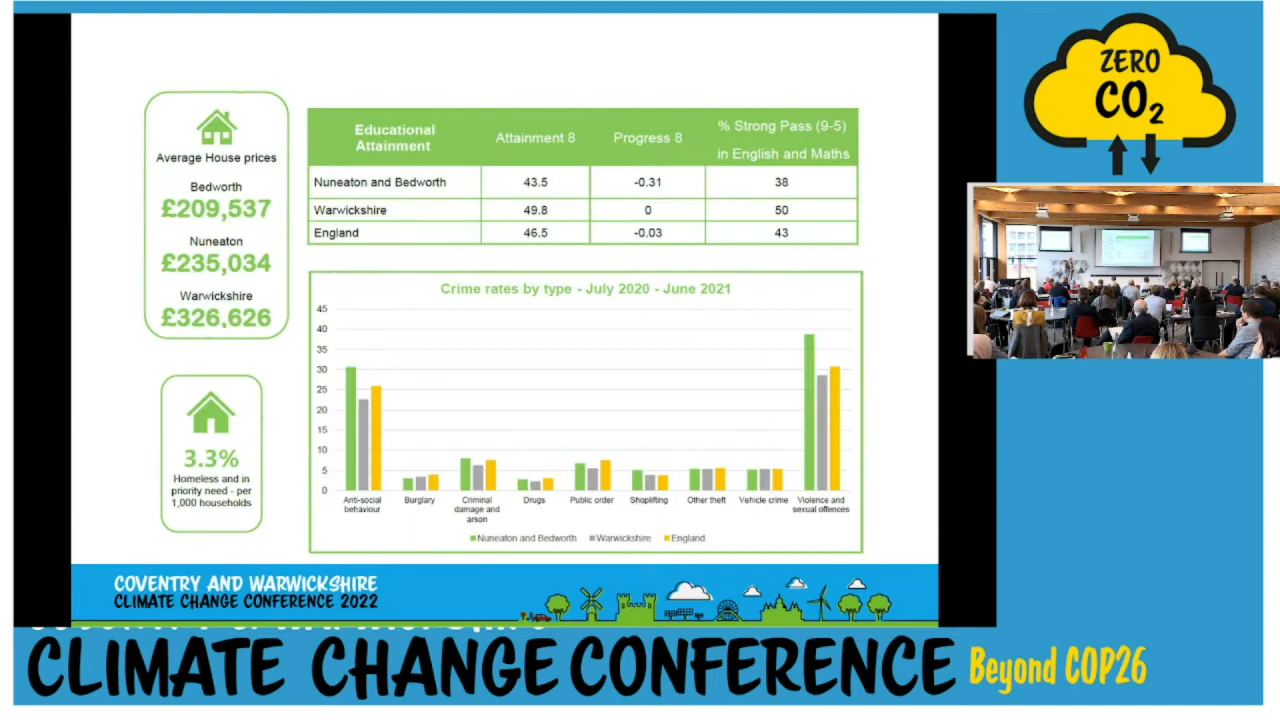 Average House prices
Bedworth
£209,537
Nuneaton
£235,034
Warwickshire
£326,626
3.3%
Homeless and in
priority need - per
1,000 households
Educational
Attainment
Attainment 8
Progress 8
% Strong Pass (9-5)
in English and Maths
Nuneaton and Bedworth 43.5 -0.31 38
Warwickshire 49.8 0 50
England 46.5 -0.03 43
Crime rates by type - July 2020 - June 2021
45
40
35
30
25
20
15
10
5
0
Anti-social
behaviour
Burglary
Criminal
damage and
arson
Drugs
Public order
Shoplifting
Other theft
Vehicle crime
Violence and
sexual offences
Nuneaton and Bedworth Warwickshire England
COVENTRY AND WARWICKSHIRE
CLIMATE CHANGE CONFERENCE 2022
ZERO
CO₂
CLIMATE CHANGE CONFERENCE Beyond COP26